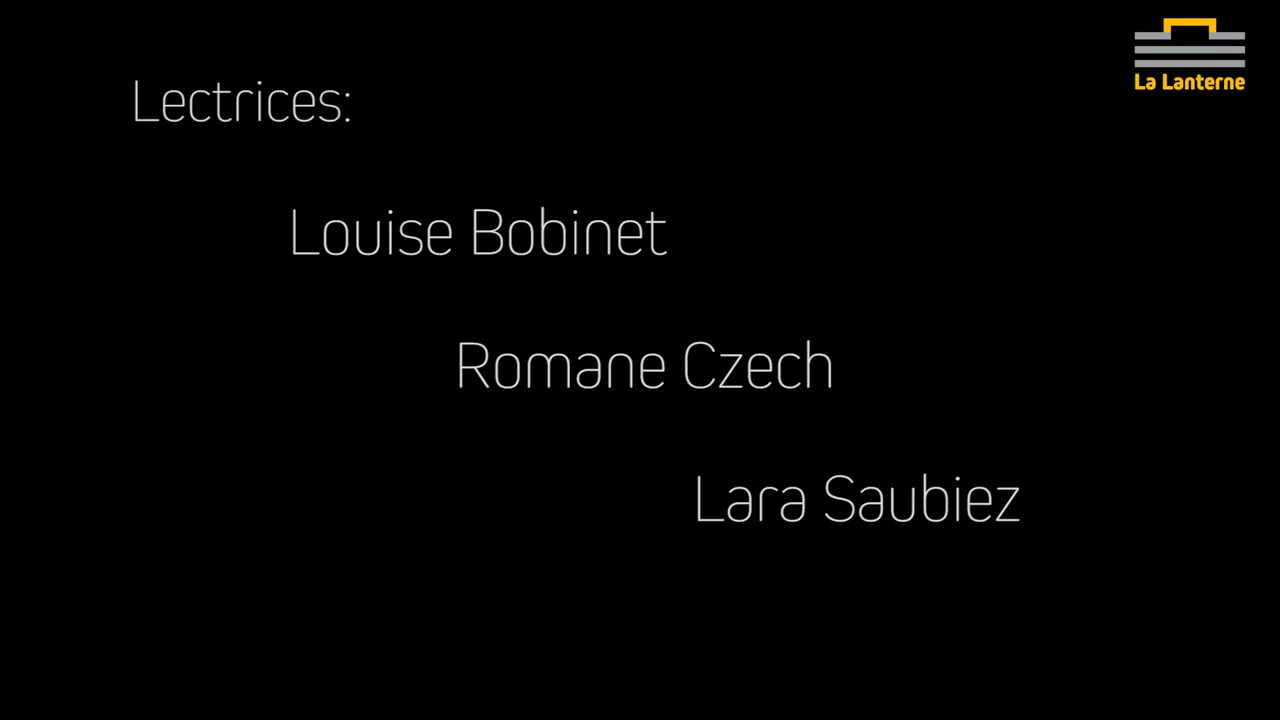 La Lanterne
Lectrices:
Louise Bobinet
Romane Czech
Lara Saubiez